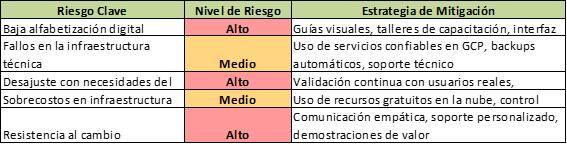 Riesgo Clave Nivel de Riesgo Estrategia de Mitigación
Baja alfabetización digital Alto Guías visuales, talleres de capacitación, interfaz
Fallos en la infraestructura Uso de servicios confiables en GCP, backups
técnica Medio automáticos, soporte técnico
Desajuste con necesidades del Alto Validación continua con usuarios reales,
Sobrecostos en infraestructura Medio Uso de recursos gratuitos en la nube, control
Comunicación empática, soporte personalizado,
Resistencia al cambio Alto demostraciones de valor